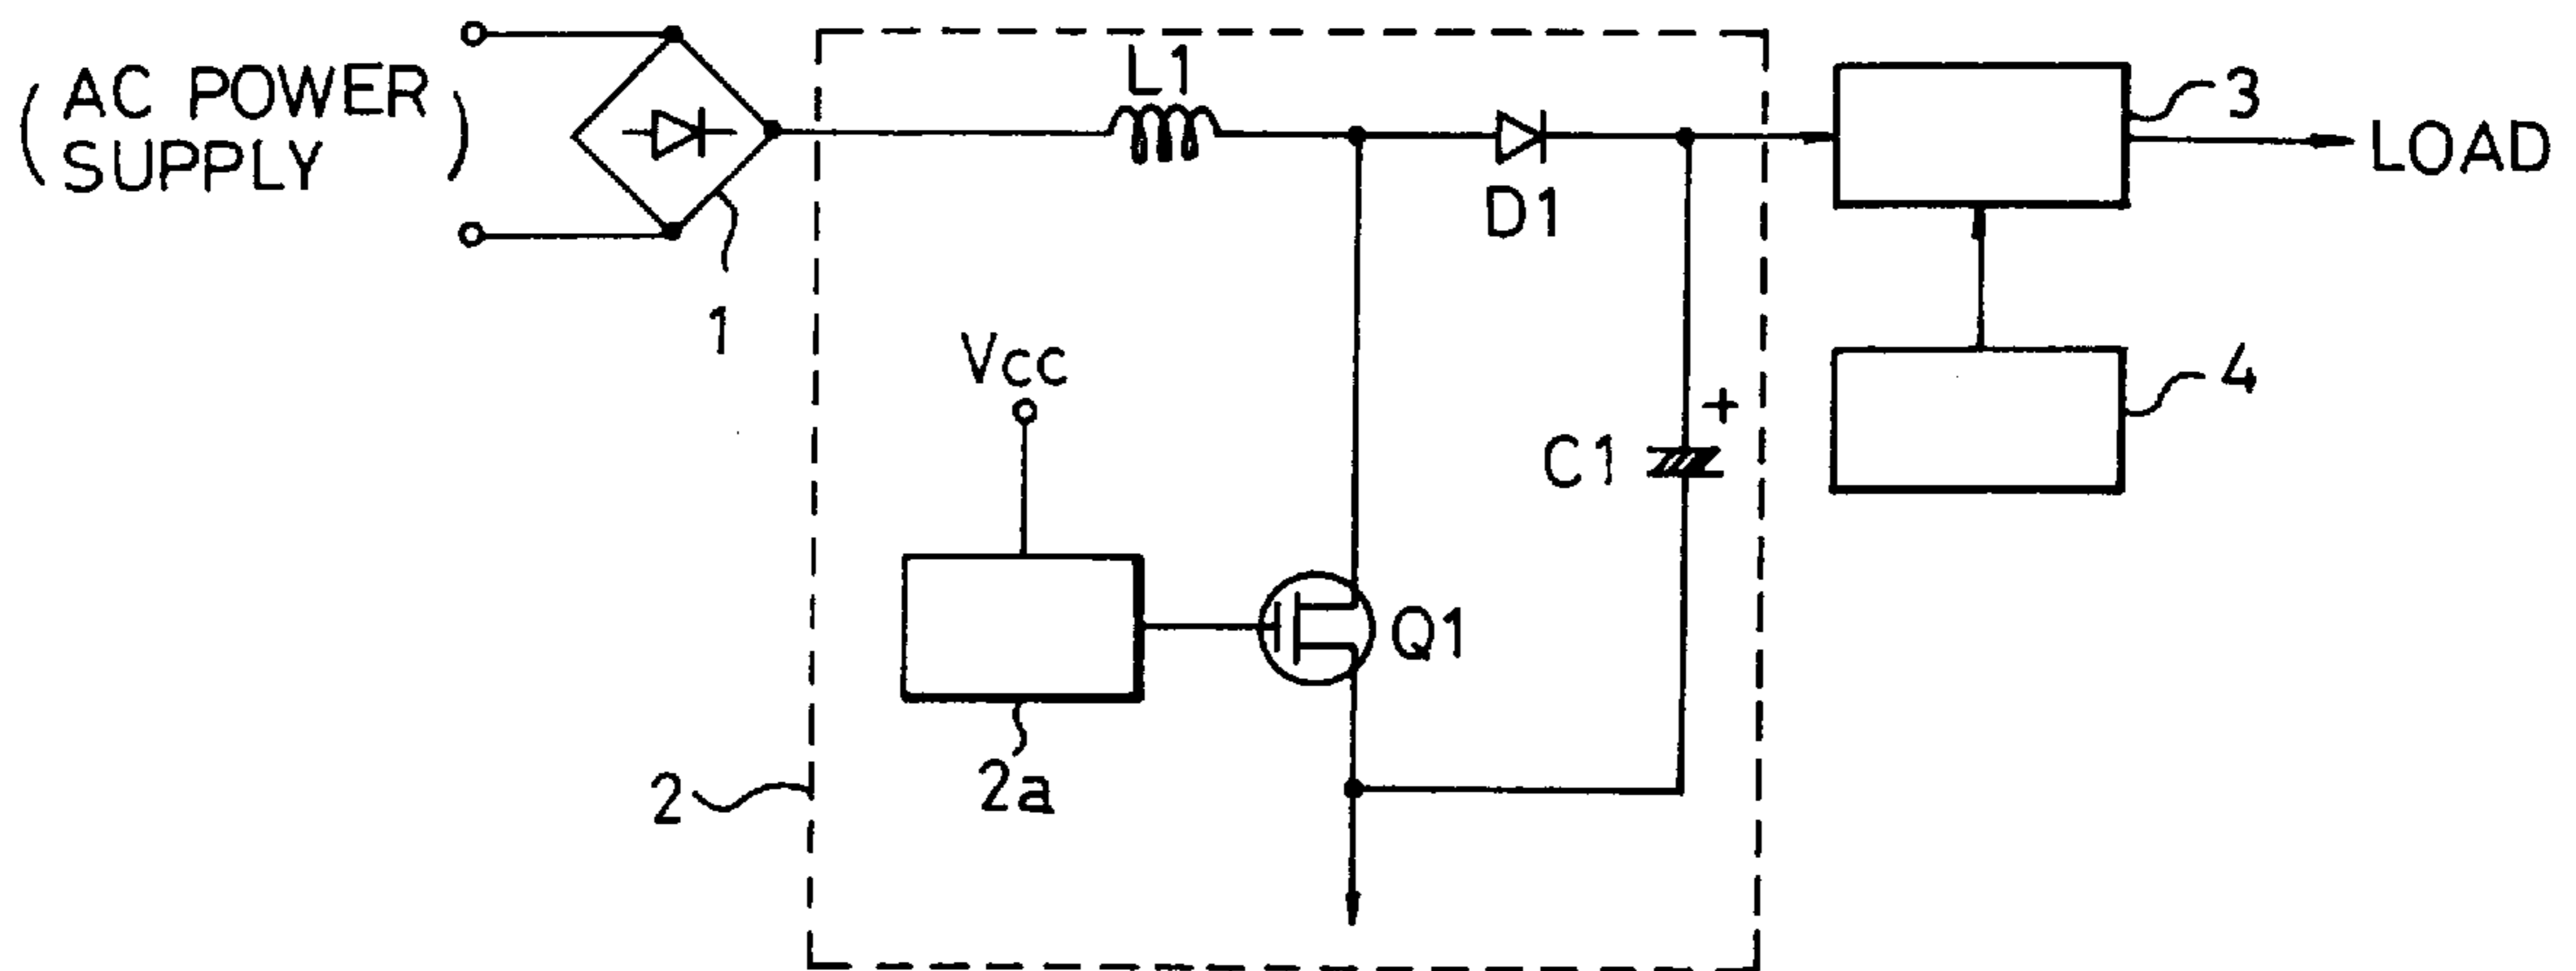 ( AC POWER
SUPPLY )
L1
3
LOAD
D1
1
Vcc
4
+
C1
Q1
2
2a